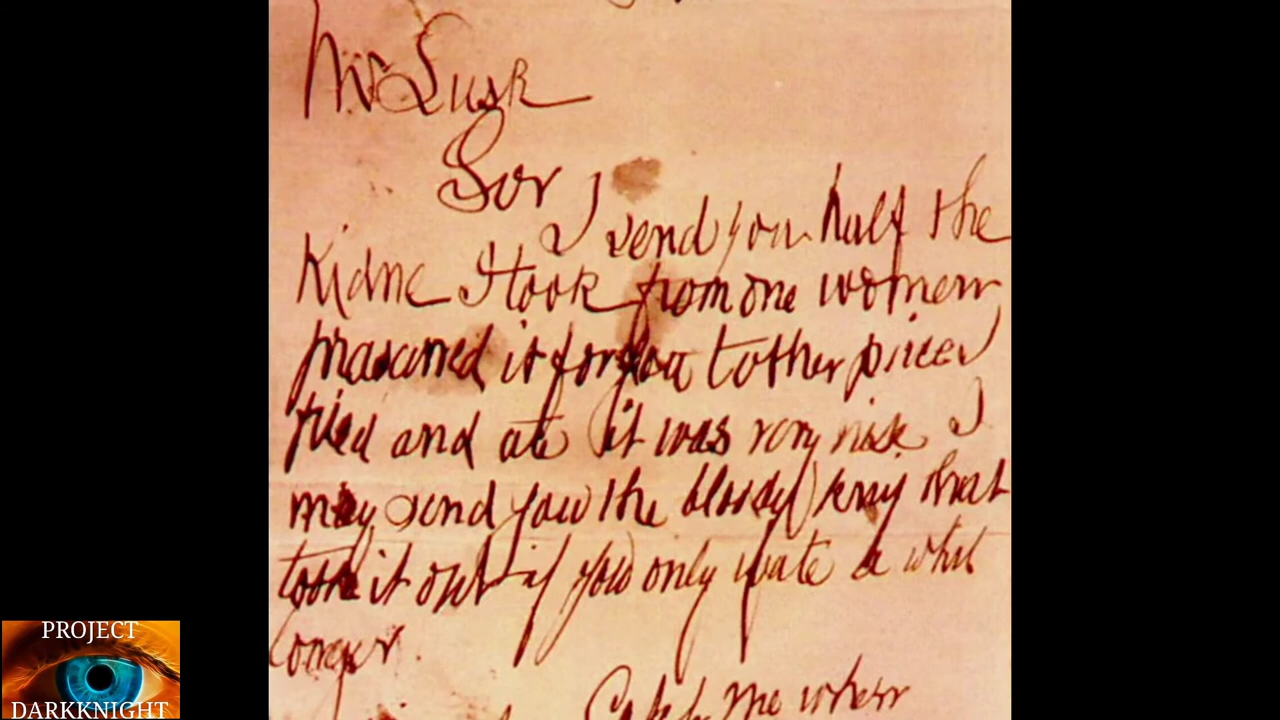 Mr Lusk
Sor
I send you half the
Kidne I took from one women
prasarved it for you tother piece I
fried and ate it was very nise I
may send you the bloody knif that
took it out if you only wate a whil
longer.
Catch me when
PROJECT
DARKKNIGHT